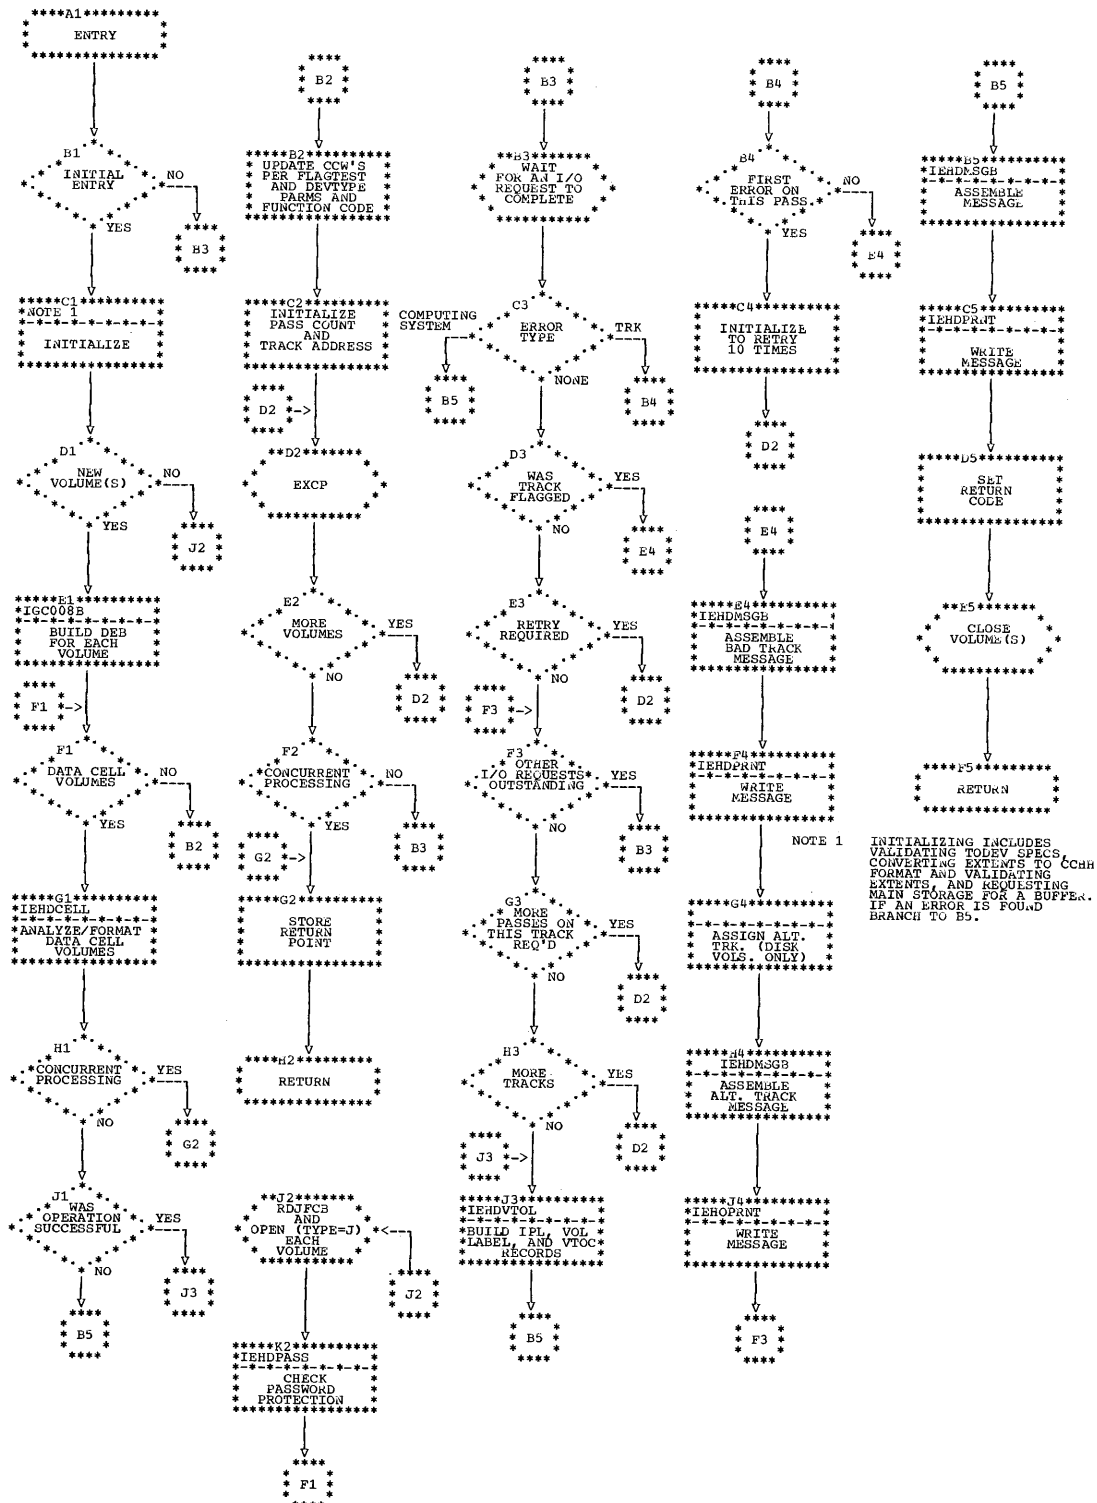 A1
ENTRY
B1
INITIAL
ENTRY
NO
YES
B3
C1
NOTE 1
INITIALIZE
D1
NEW
VOLUME(S)
NO
YES
J2
E1
IGC008B
BUILD DEB
FOR EACH
VOLUME
F1 ->
F1
DATA CELL
VOLUMES
NO
YES
B2
G1
IEHDCELL
ANALYZE/FORMAT
DATA CELL
VOLUMES
H1
CONCURRENT
PROCESSING
YES
NO
G2
J1
WAS
OPERATION
SUCCESSFUL
YES
NO
J3
B5
B2
B2
UPDATE CCW'S
PER FLAGTEST
AND DEVTYPE
PARMS AND
FUNCTION CODE
C2
INITIALIZE
PASS COUNT
AND
TRACK ADDRESS
D2 ->
D2
EXCP
E2
MORE
VOLUMES
YES
NO
D2
F2
CONCURRENT
PROCESSING
NO
YES
B3
G2 ->
G2
STORE
RETURN
POINT
H2
RETURN
J2
RDJFCB
AND
OPEN (TYPE=J)
EACH
VOLUME
<-
J2
K2
IEHDPASS
CHECK
PASSWORD
PROTECTION
F1
B3
B3
WAIT
FOR AN I/O
REQUEST TO
COMPLETE
C3
ERROR
TYPE
COMPUTING
SYSTEM
TRK
NONE
B5
B4
D3
WAS
TRACK
FLAGGED
YES
NO
E4
E3
RETRY
REQUIRED
YES
NO
D2
F3 ->
F3
OTHER
I/O REQUESTS
OUTSTANDING
YES
NO
B3
G3
MORE
PASSES ON
THIS TRACK
REQ'D
YES
NO
D2
H3
MORE
TRACKS
YES
NO
D2
J3 ->
J3
IEHDVTOL
BUILD IPL, VOL
LABEL, AND VTOC
RECORDS
B5
B4
B4
FIRST
ERROR ON
THIS PASS
NO
YES
E4
C4
INITIALIZE
TO RETRY
10 TIMES
D2
E4
E4
IEHDMSGB
ASSEMBLE
BAD TRACK
MESSAGE
F4
IEHDPRNT
WRITE
MESSAGE
G4
ASSIGN ALT.
TRK. (DISK
VOLS. ONLY)
H4
IEHDMSGB
ASSEMBLE
ALT. TRACK
MESSAGE
J4
IEHOPRNT
WRITE
MESSAGE
F3
B5
B5
IEHDMSGB
ASSEMBLE
MESSAGE
C5
IEHDPRNT
WRITE
MESSAGE
D5
SET
RETURN
CODE
E5
CLOSE
VOLUME(S)
F5
RETURN
NOTE 1
INITIALIZING INCLUDES
VALIDATING TODEV SPECS,
CONVERTING EXTENTS TO CCHH
FORMAT AND VALIDATING
EXTENTS, AND REQUESTING
MAIN STORAGE FOR A BUFFER.
IF AN ERROR IS FOUND
BRANCH TO B5.